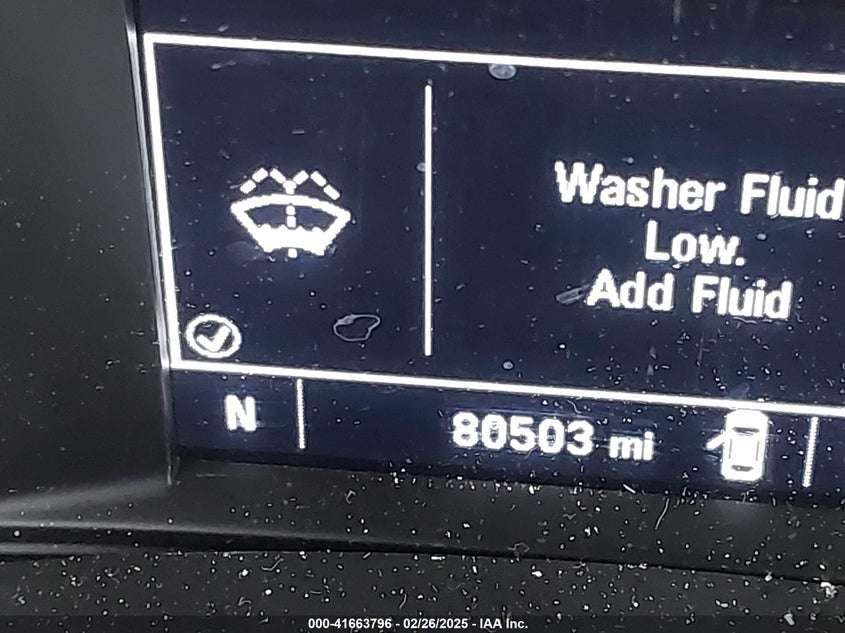 Washer Fluid
Low.
Add Fluid
N
80503 mi
000-41663796 - 02/26/2025 - IAA Inc.